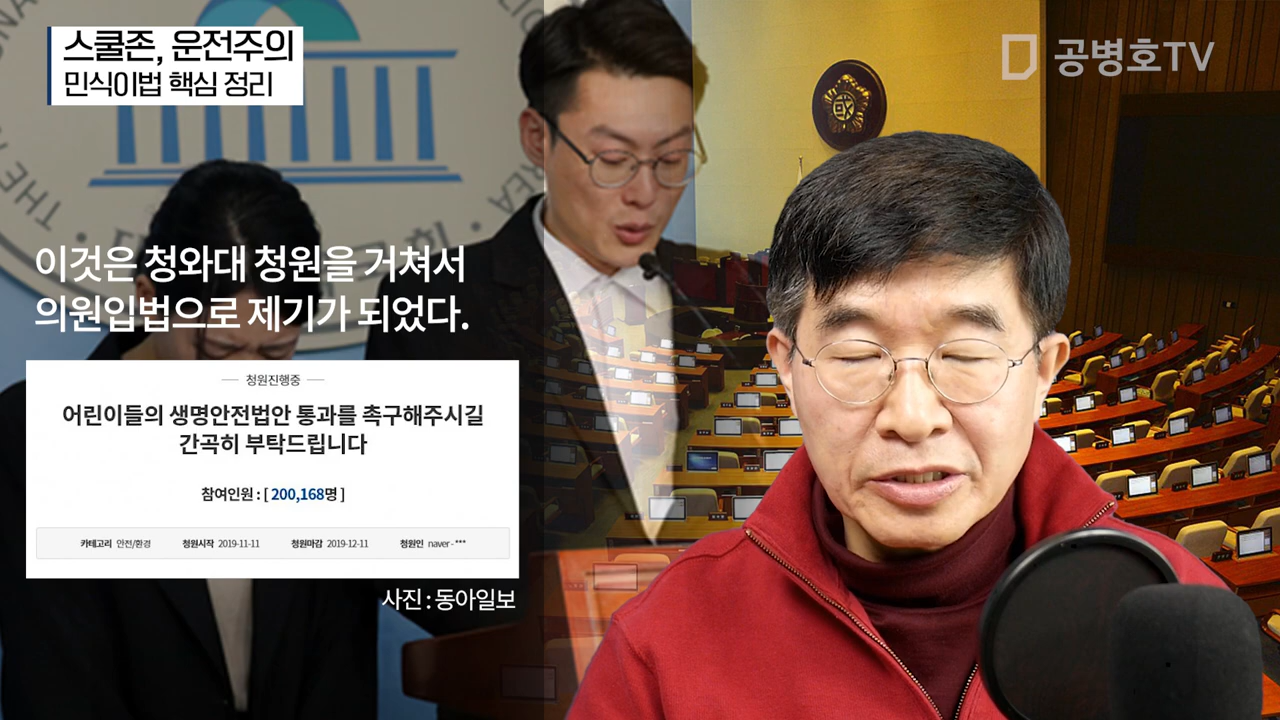 스쿨존, 운전주의
민식이법 핵심 정리
공병호TV
이것은 청와대 청원을 거쳐서
의원입법으로 제기가 되었다.
청원진행중
어린이들의 생명안전법안 통과를 촉구해주시길
간곡히 부탁드립니다
참여인원 : [ 200,168명 ]
카테고리 안전/환경 청원시작 2019-11-11 청원마감 2019-12-11 청원인 naver - ***
사진 : 동아일보